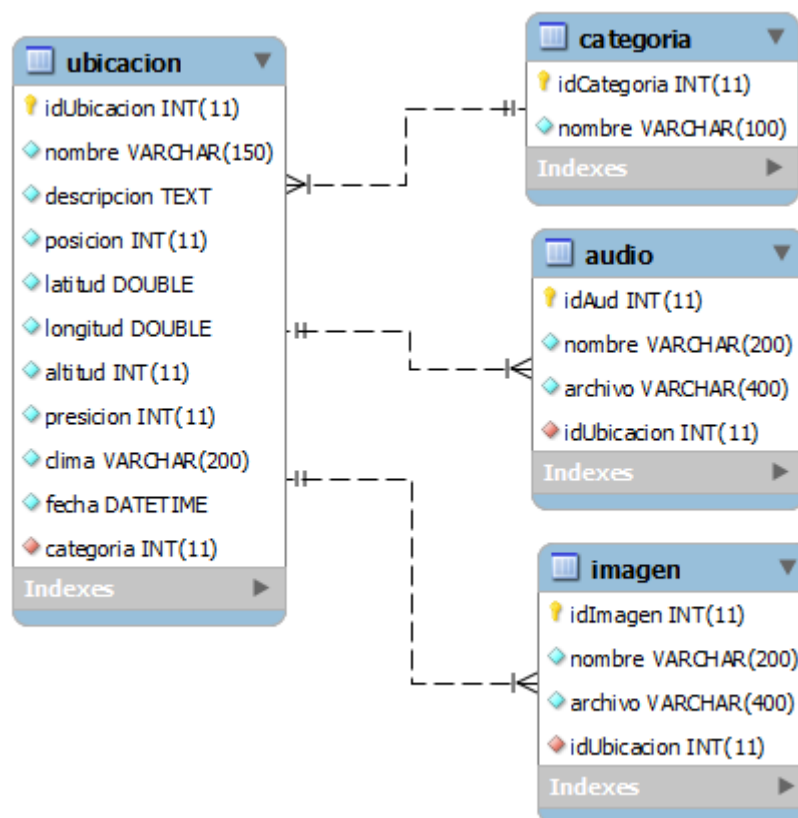 ubicacion
idUbicacion INT(11)
nombre VARCHAR(150)
descripcion TEXT
posicion INT(11)
latitud DOUBLE
longitud DOUBLE
altitud INT(11)
presicion INT(11)
clima VARCHAR(200)
fecha DATETIME
categoria INT(11)
Indexes
categoria
idCategoria INT(11)
nombre VARCHAR(100)
Indexes
audio
idAud INT(11)
nombre VARCHAR(200)
archivo VARCHAR(400)
idUbicacion INT(11)
Indexes
imagen
idImagen INT(11)
nombre VARCHAR(200)
archivo VARCHAR(400)
idUbicacion INT(11)
Indexes